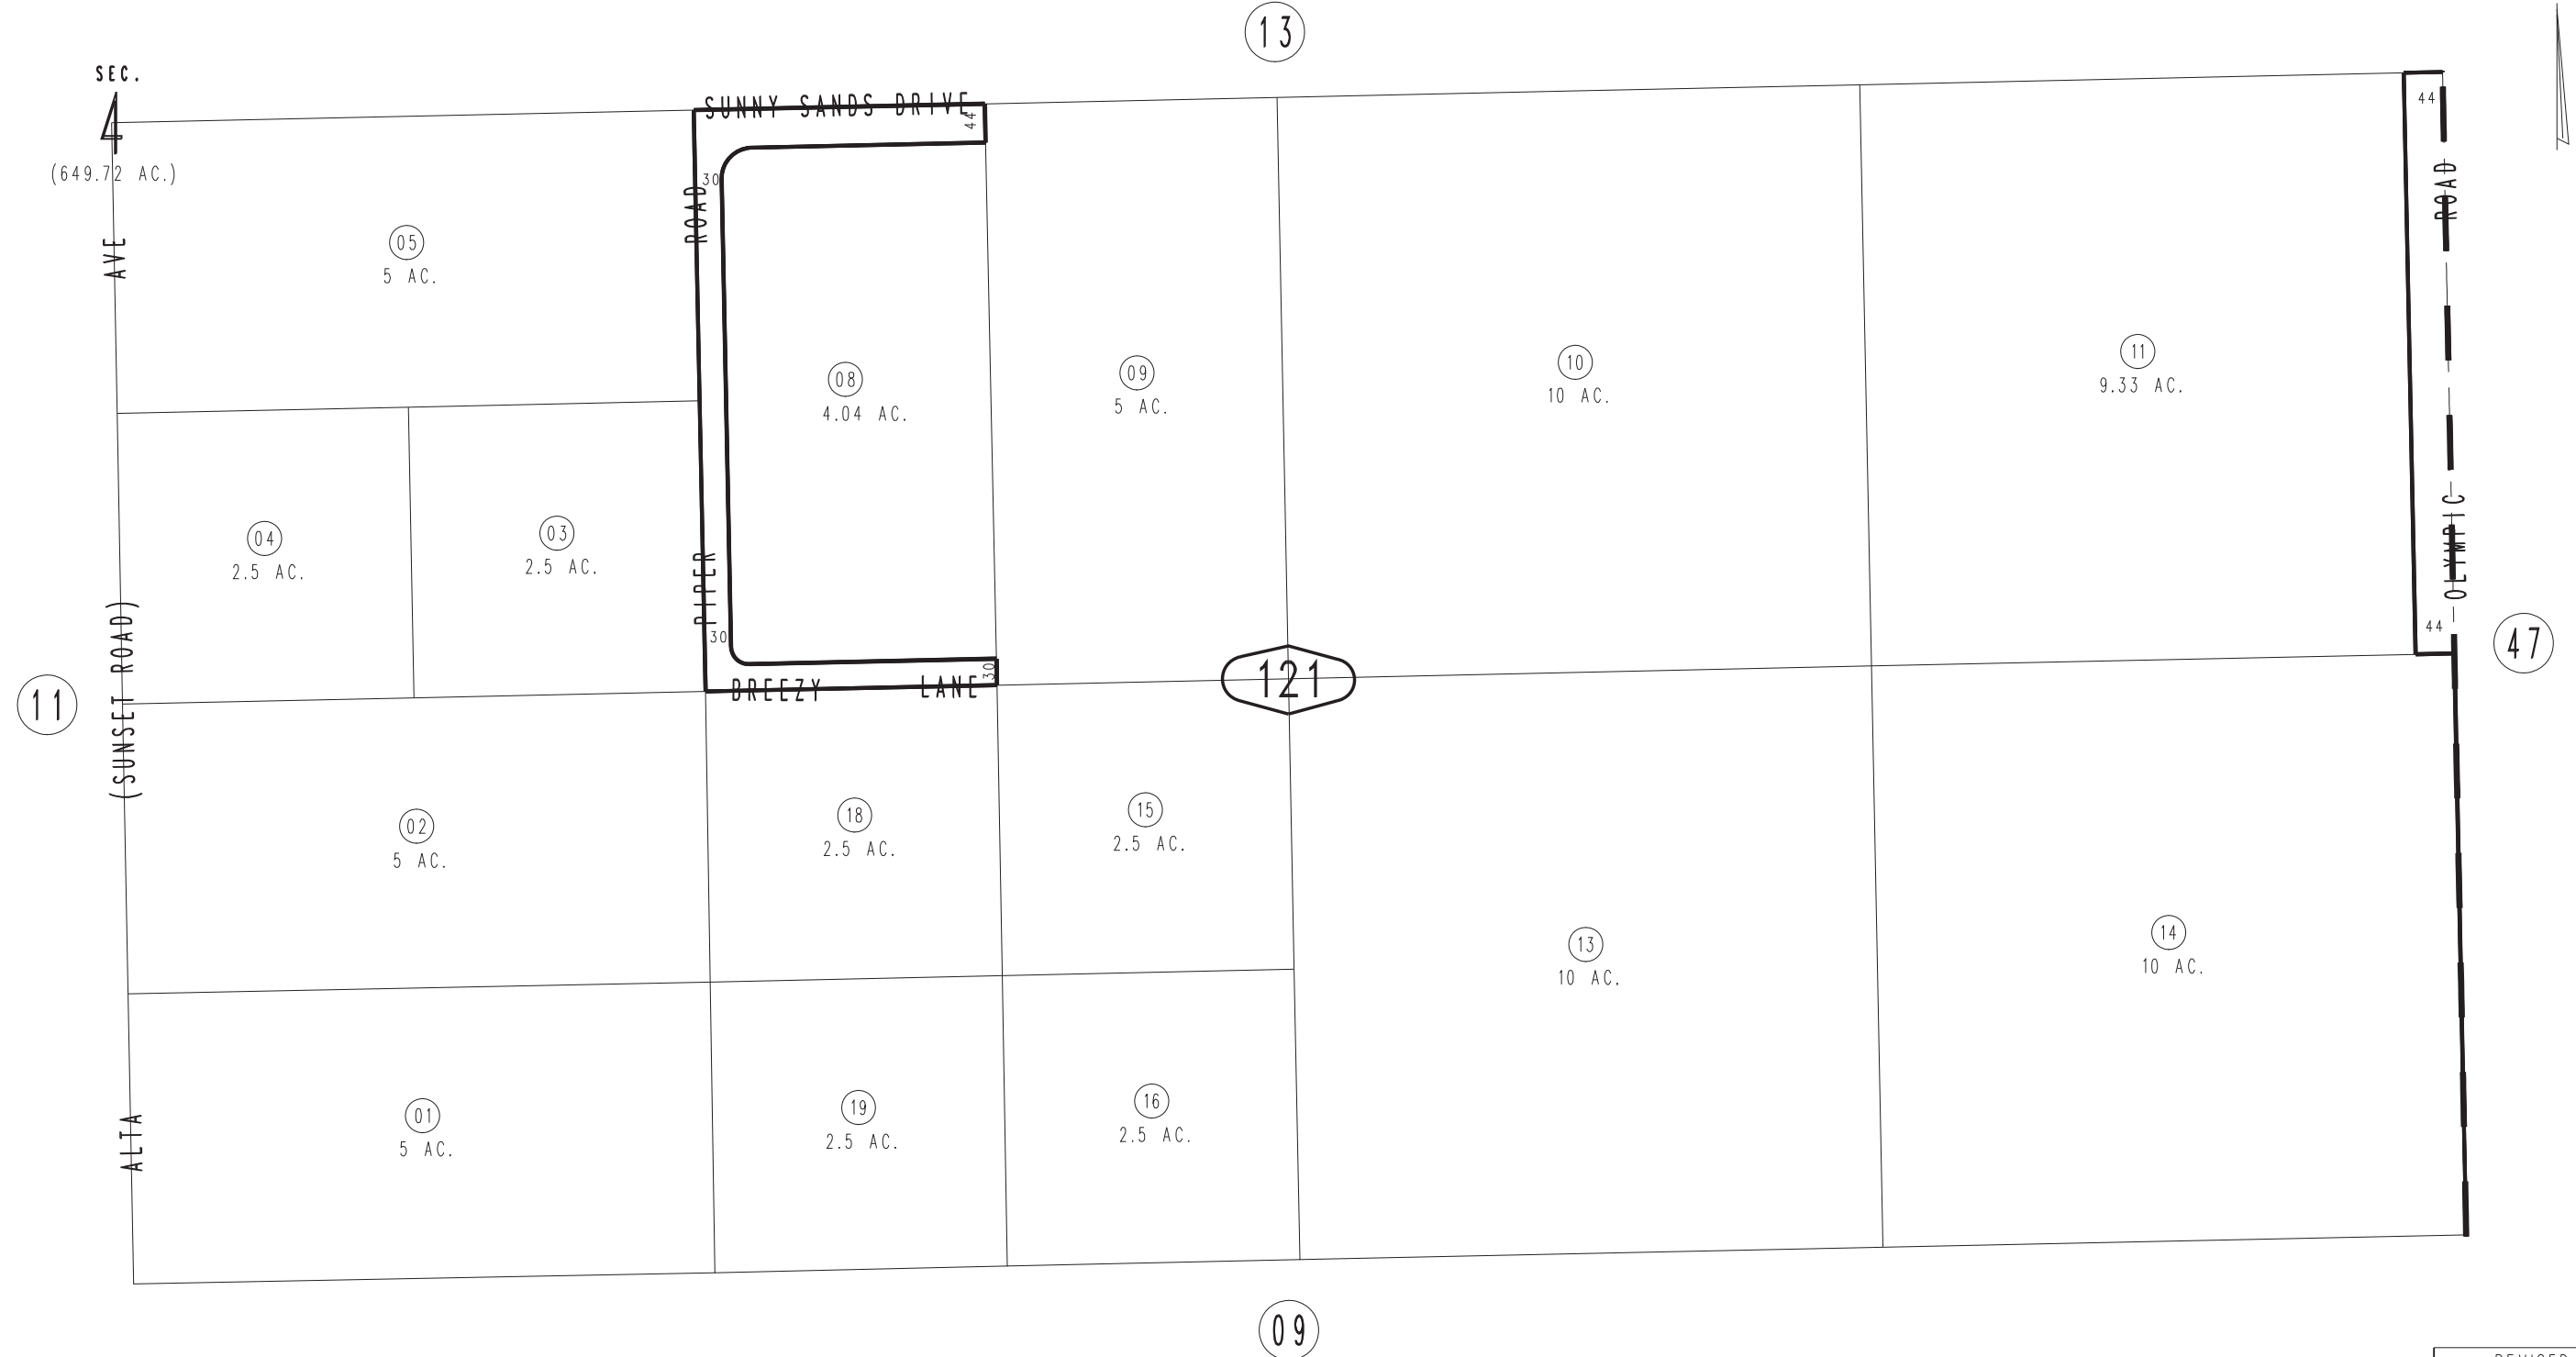 13
SEC.
4
(649.72 AC.)
SUNNY SANDS DRIVE
44
44
30
ROAD
ROAD
AVE
05
5 AC.
08
4.04 AC.
09
5 AC.
10
10 AC.
11
9.33 AC.
04
2.5 AC.
03
2.5 AC.
PIPER
OLYMPIC
30
44
30
(SUNSET ROAD)
BREEZY LANE
121
47
11
02
5 AC.
18
2.5 AC.
15
2.5 AC.
13
10 AC.
14
10 AC.
ALTA
01
5 AC.
19
2.5 AC.
16
2.5 AC.
09